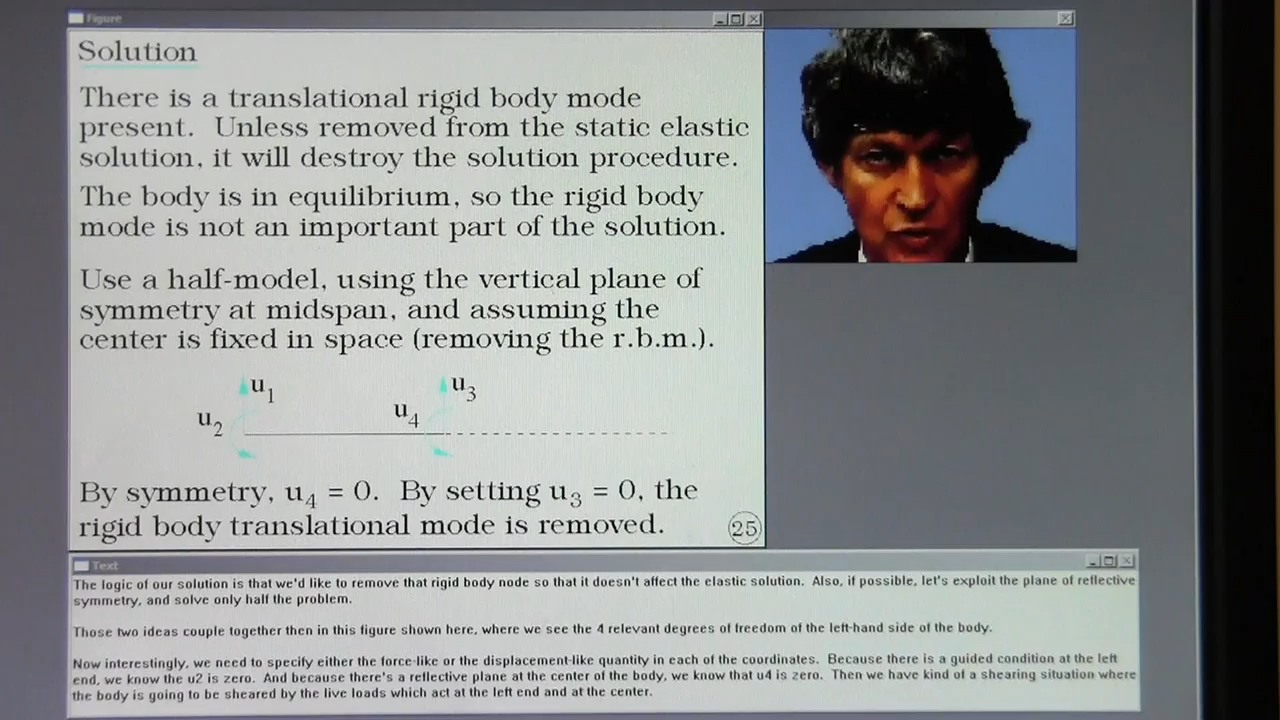 Figure
Solution
There is a translational rigid body mode
present. Unless removed from the static elastic
solution, it will destroy the solution procedure.
The body is in equilibrium, so the rigid body
mode is not an important part of the solution.
Use a half-model, using the vertical plane of
symmetry at midspan, and assuming the
center is fixed in space (removing the r.b.m.).
u1 u3
u2 u4
By symmetry, u4 = 0. By setting u3 = 0, the
rigid body translational mode is removed.
25
Text
The logic of our solution is that we'd like to remove that rigid body node so that it doesn't affect the elastic solution. Also, if possible, let's exploit the plane of reflective
symmetry, and solve only half the problem.
Those two ideas couple together then in this figure shown here, where we see the 4 relevant degrees of freedom of the left-hand side of the body.
Now interestingly, we need to specify either the force-like or the displacement-like quantity in each of the coordinates. Because there is a guided condition at the left
end, we know the u2 is zero. And because there's a reflective plane at the center of the body, we know that u4 is zero. Then we have kind of a shearing situation where
the body is going to be sheared by the live loads which act at the left end and at the center.